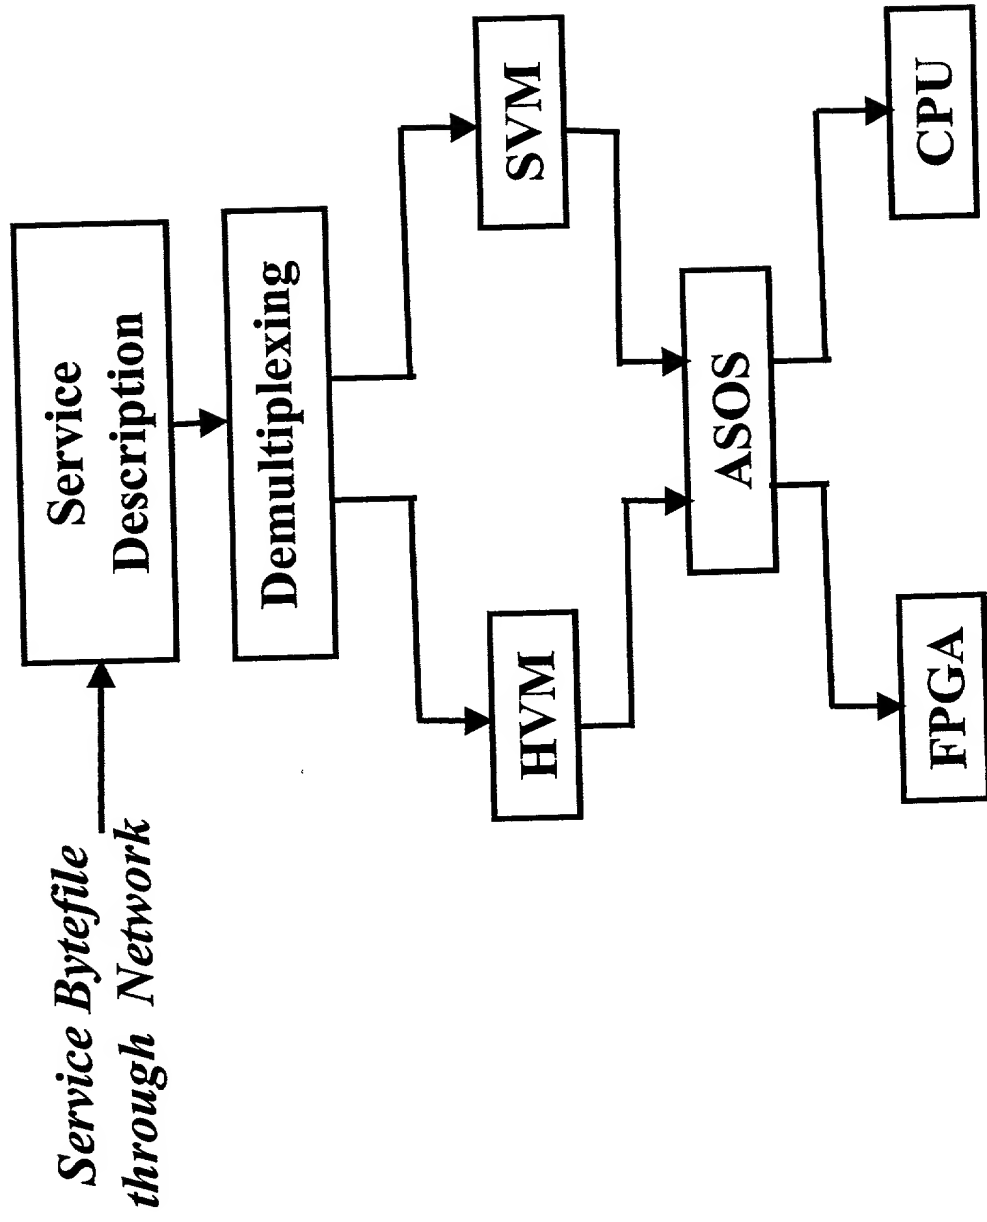 Service Bytefile
through Network
Service
Description
Demultiplexing
HVM
SVM
ASOS
FPGA
CPU